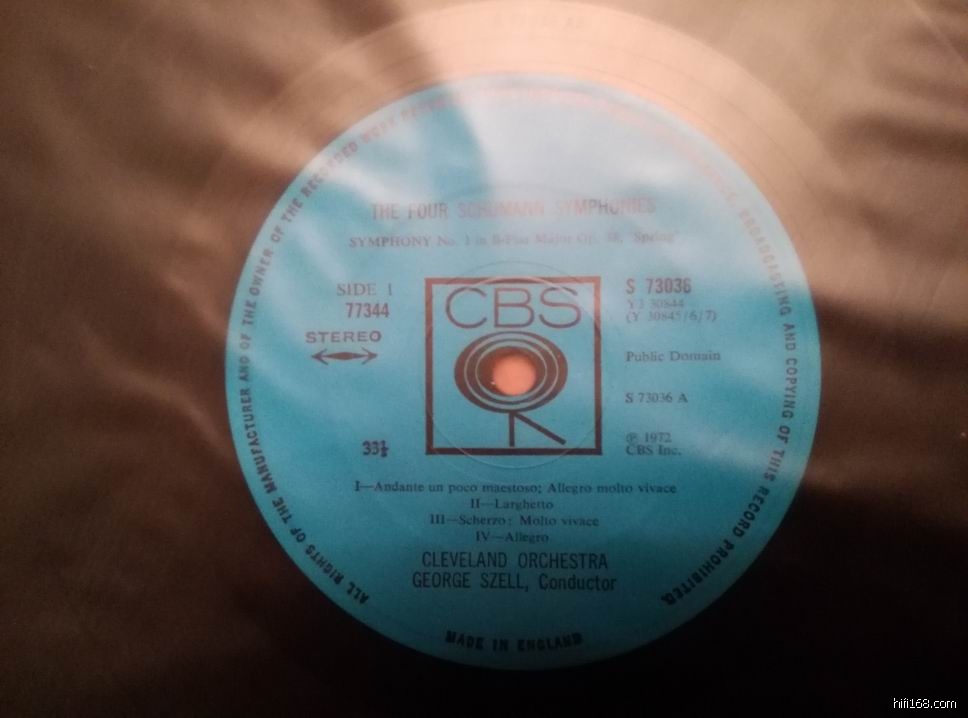 ALL RIGHTS OF THE MANUFACTURER AND OF THE OWNER OF THE RECORDED WORK
BROADCASTING AND COPYING OF THIS RECORD PROHIBITED.
THE FOUR SCHUMANN SYMPHONIES
SYMPHONY No. 1 in B-Flat Major Op. 38, 'Spring'
SIDE 1
77344
STEREO
33⅓
CBS
S 73036
Y3 30844
(Y 30845/6/7)
Public Domain
S 73036 A
℗ 1972
CBS Inc.
I—Andante un poco maestoso; Allegro molto vivace
II—Larghetto
III—Scherzo: Molto vivace
IV—Allegro
CLEVELAND ORCHESTRA
GEORGE SZELL, Conductor
MADE IN ENGLAND
hifi168.com